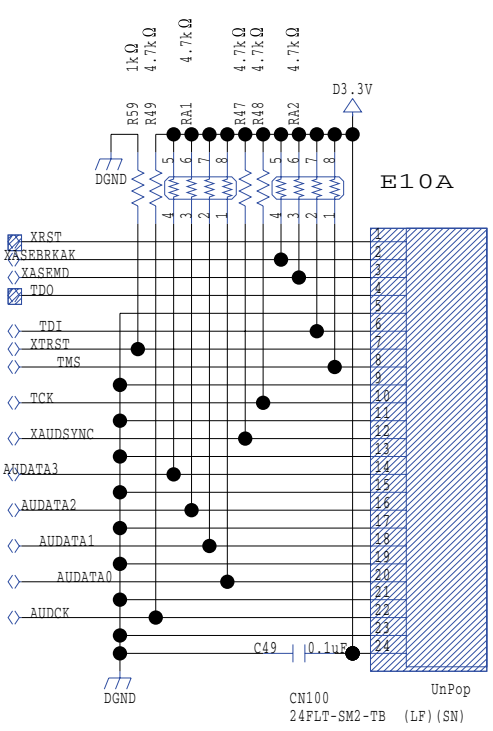 1kΩ
4.7kΩ
4.7kΩ
4.7kΩ
4.7kΩ
4.7kΩ
R59
R49
RA1
R47
R48
RA2
D3.3V
5
6
7
8
5
6
7
8
DGND
E10A
4
3
2
1
4
3
2
1
XRST
1
XASEBRKAK
2
XASEMD
3
TDO
4
5
TDI
6
XTRST
7
TMS
8
9
TCK
10
11
XAUDSYNC
12
13
AUDATA3
14
15
AUDATA2
16
17
AUDATA1
18
19
AUDATA0
20
21
AUDCK
22
23
C49 0.1uF
24
DGND
CN100
UnPop
24FLT-SM2-TB (LF)(SN)